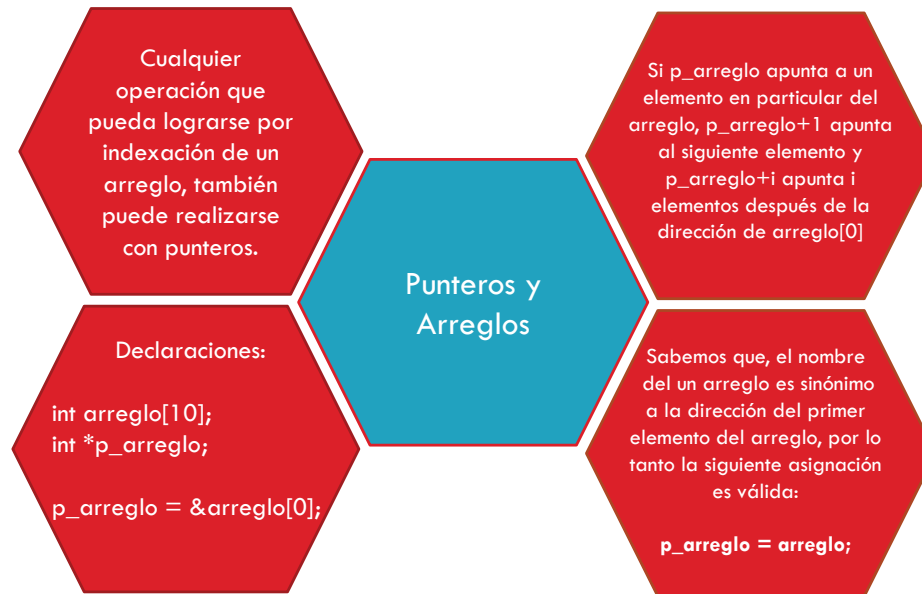 Cualquier
operación que
pueda lograrse por
indexación de un
arreglo, también
puede realizarse
con punteros.
Si p_arreglo apunta a un
elemento en particular del
arreglo, p_arreglo+1 apunta
al siguiente elemento y
p_arreglo+i apunta i
elementos después de la
dirección de arreglo[0]
Punteros y
Arreglos
Declaraciones:
int arreglo[10];
int *p_arreglo;
p_arreglo = &arreglo[0];
Sabemos que, el nombre
del un arreglo es sinónimo
a la dirección del primer
elemento del arreglo, por lo
tanto la siguiente asignación
es válida:
p_arreglo = arreglo;